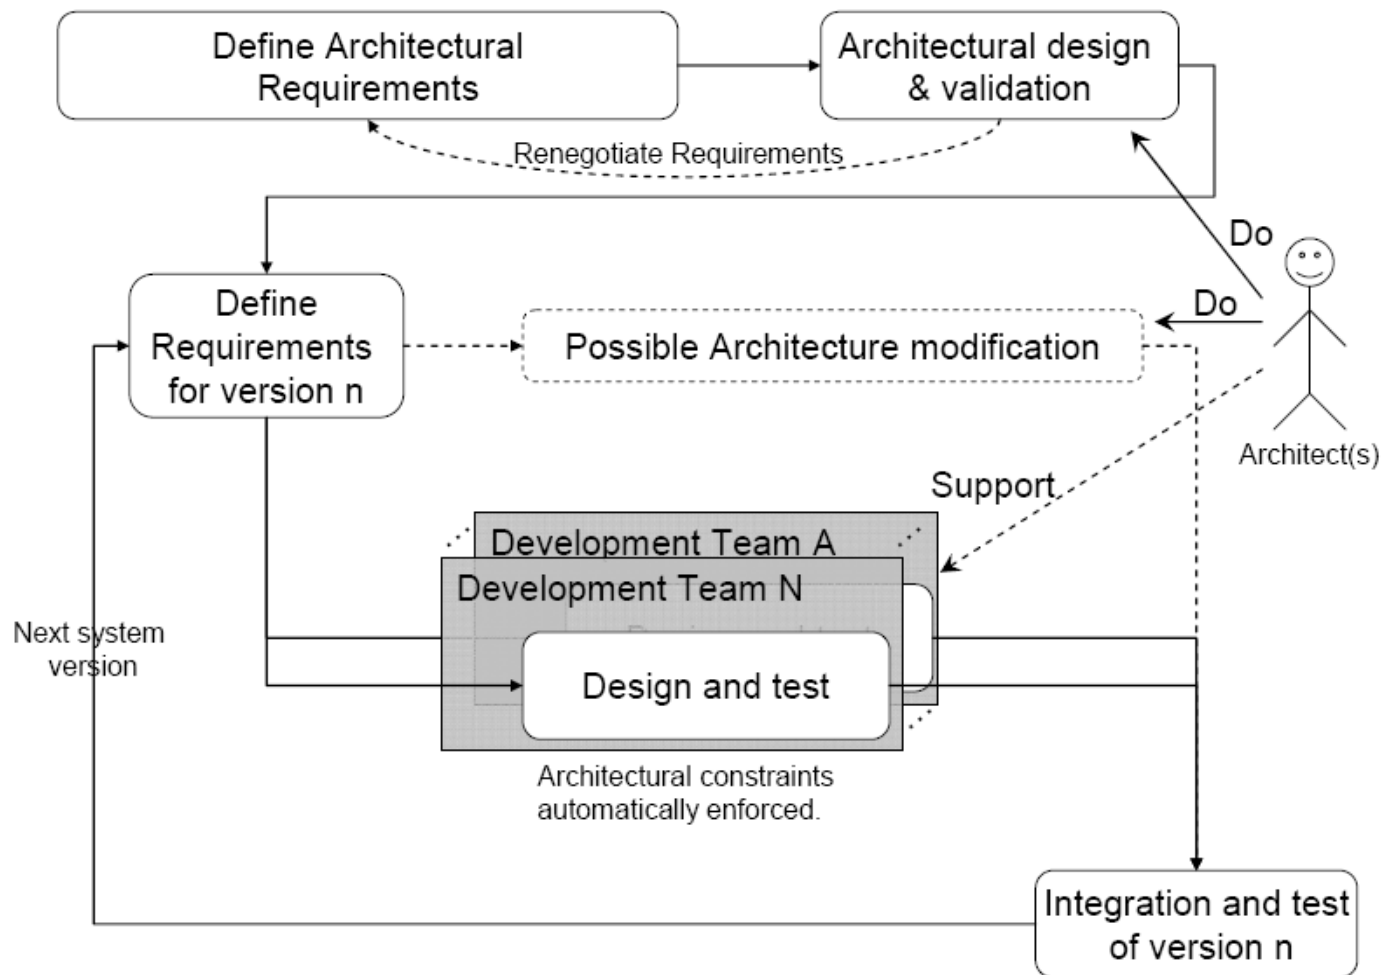 Define Architectural
Requirements
Architectural design
& validation
Renegotiate Requirements
Do
Define
Requirements
for version n
Do
Possible Architecture modification
Architect(s)
Support
Development Team A
Development Team N
Next system
version
Design and test
Architectural constraints
automatically enforced.
Integration and test
of version n